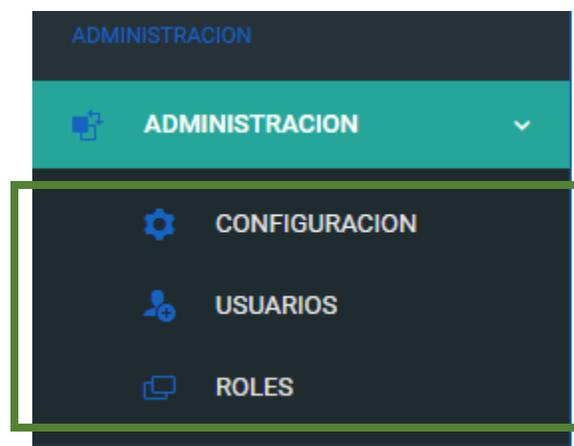 ADMINISTRACION
ADMINISTRACION
CONFIGURACION
USUARIOS
ROLES